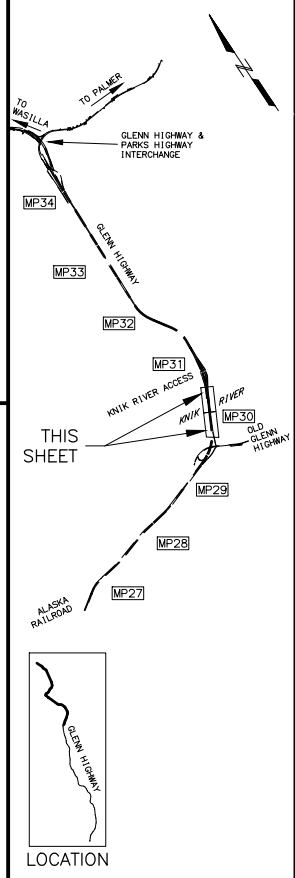 N
TO
WASILLA
TO PALMER
GLENN HIGHWAY &
PARKS HIGHWAY
INTERCHANGE
MP34
GLENN HIGHWAY
MP33
MP32
MP31
KNIK RIVER ACCESS
KNIK RIVER
MP30
THIS
SHEET
OLD
GLENN
HIGHWAY
MP29
MP28
MP27
ALASKA
RAILROAD
GLENN HIGHWAY
LOCATION